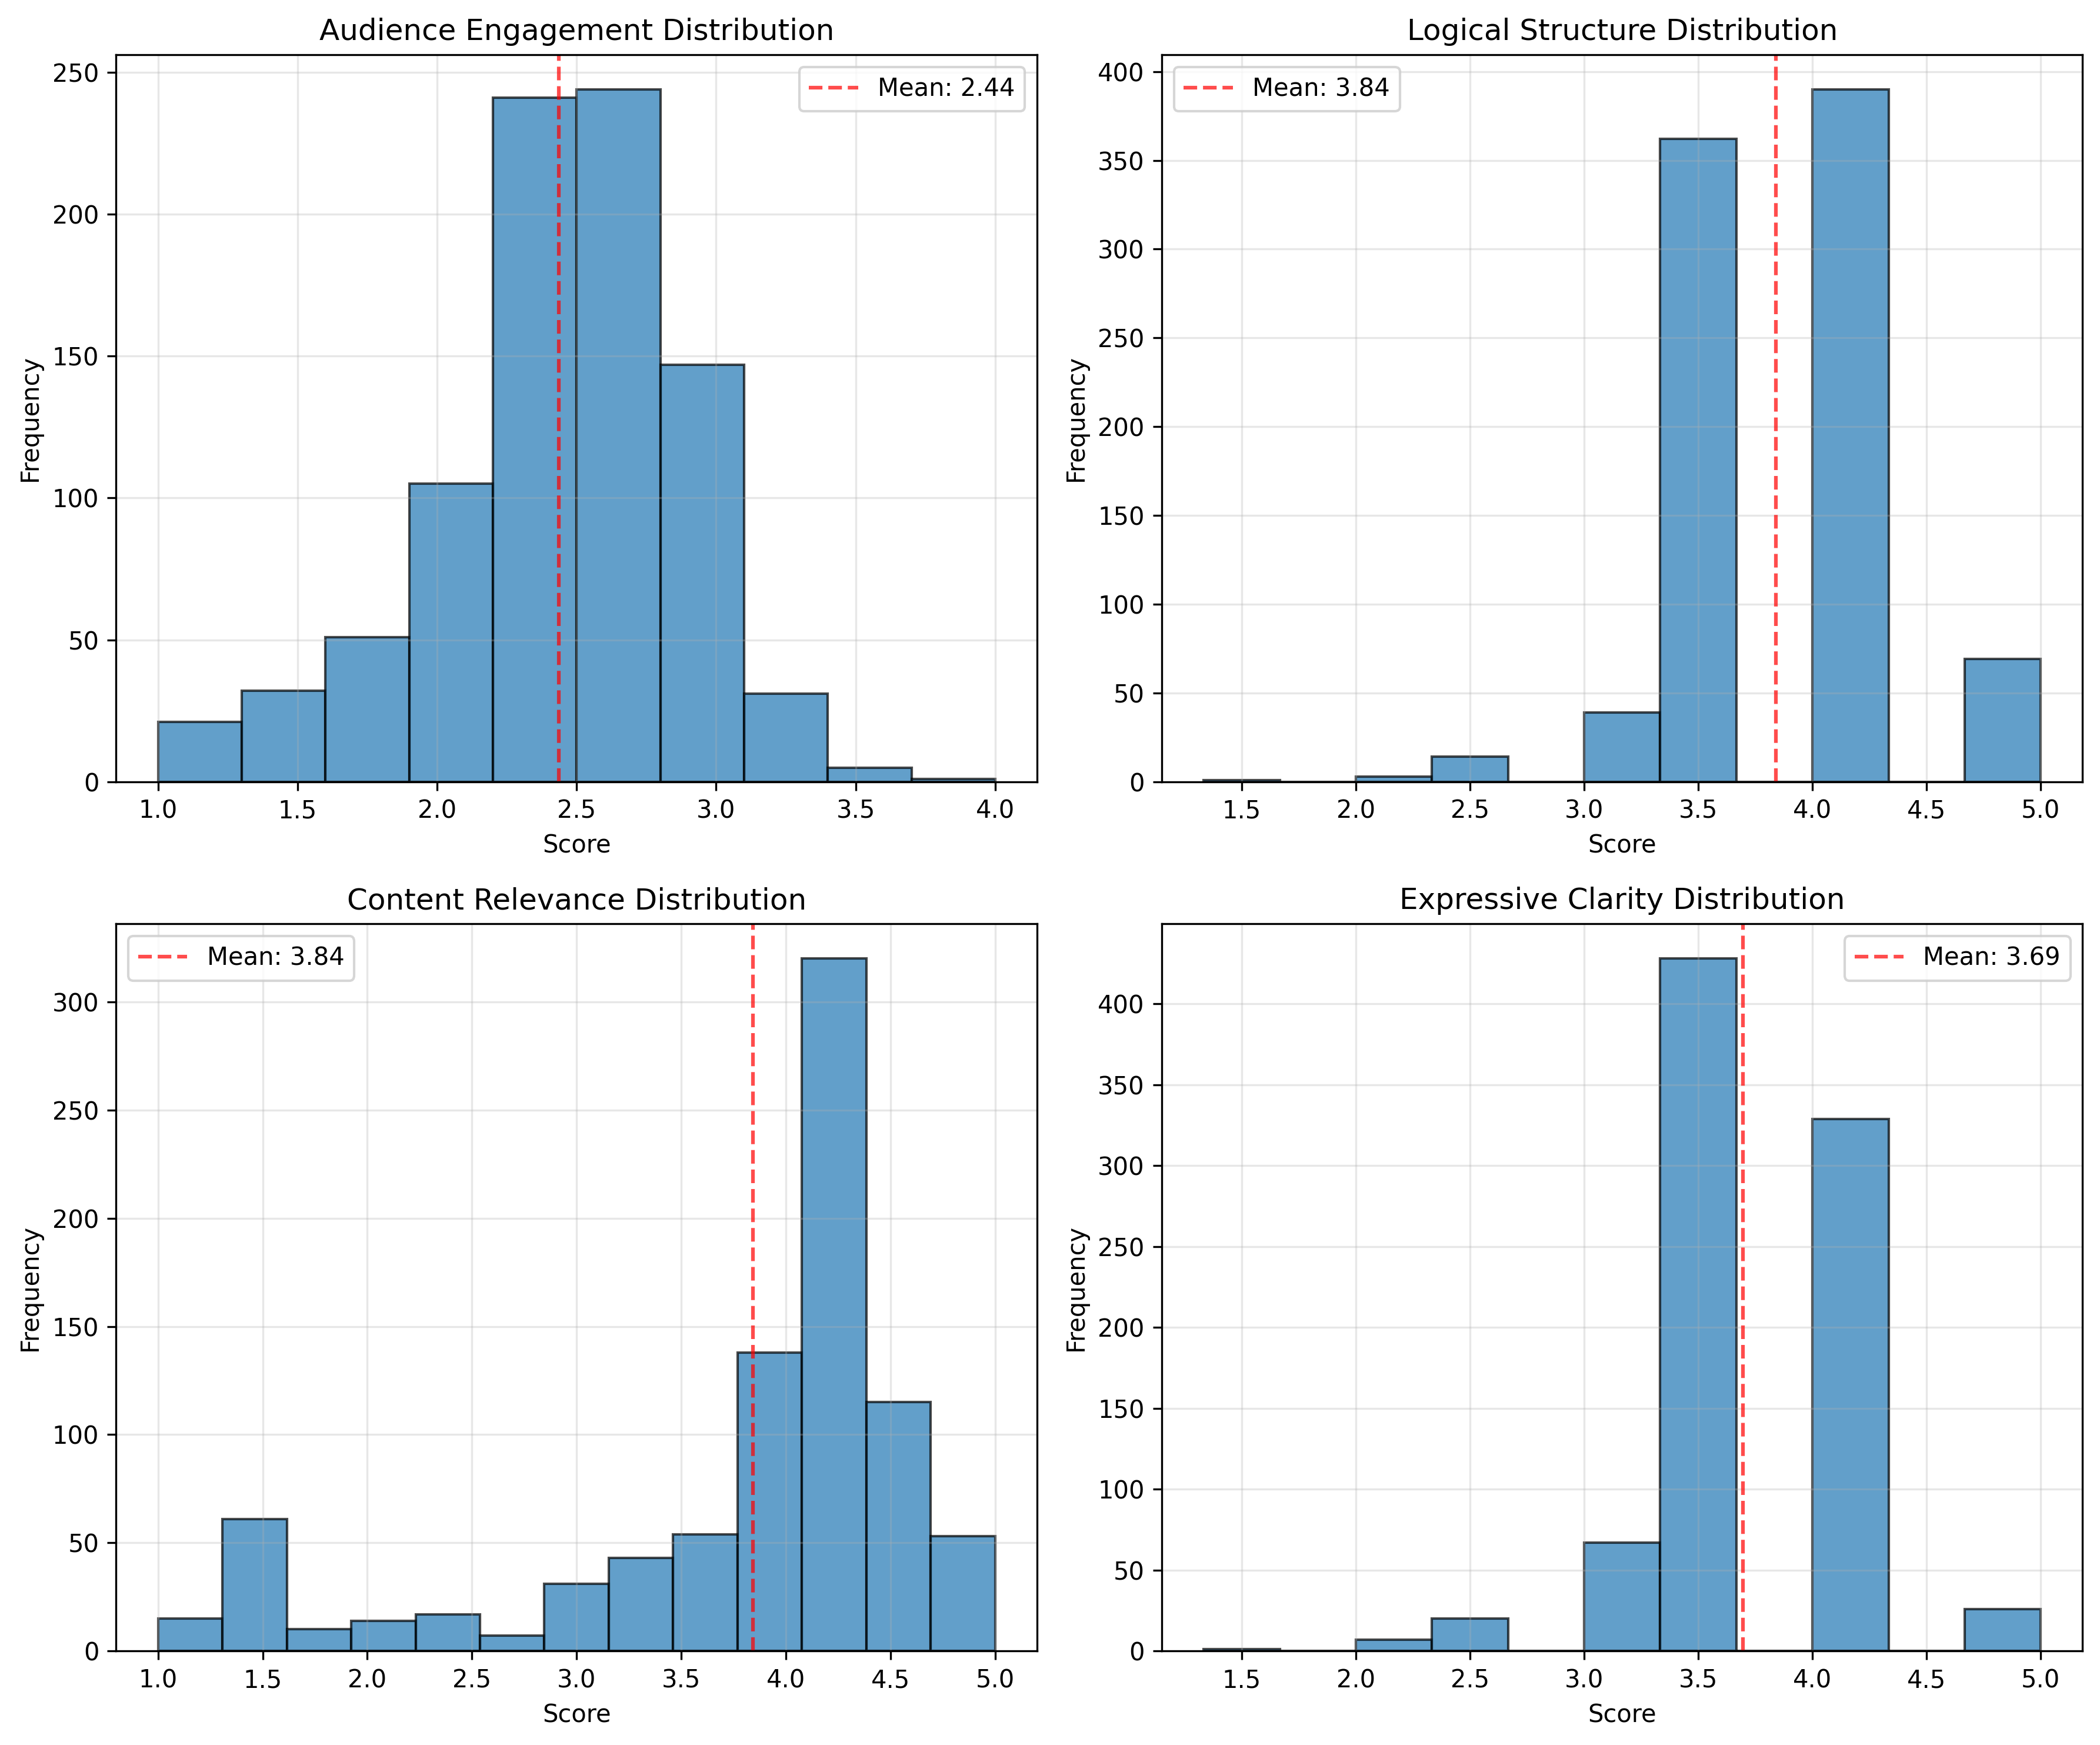 Audience Engagement Distribution
Mean: 2.44
Frequency
250
200
150
100
50
0
1.0 1.5 2.0 2.5 3.0 3.5 4.0
Score
Logical Structure Distribution
Mean: 3.84
Frequency
400
350
300
250
200
150
100
50
0
1.5 2.0 2.5 3.0 3.5 4.0 4.5 5.0
Score
Content Relevance Distribution
Mean: 3.84
Frequency
300
250
200
150
100
50
0
1.0 1.5 2.0 2.5 3.0 3.5 4.0 4.5 5.0
Score
Expressive Clarity Distribution
Mean: 3.69
Frequency
400
350
300
250
200
150
100
50
0
1.5 2.0 2.5 3.0 3.5 4.0 4.5 5.0
Score